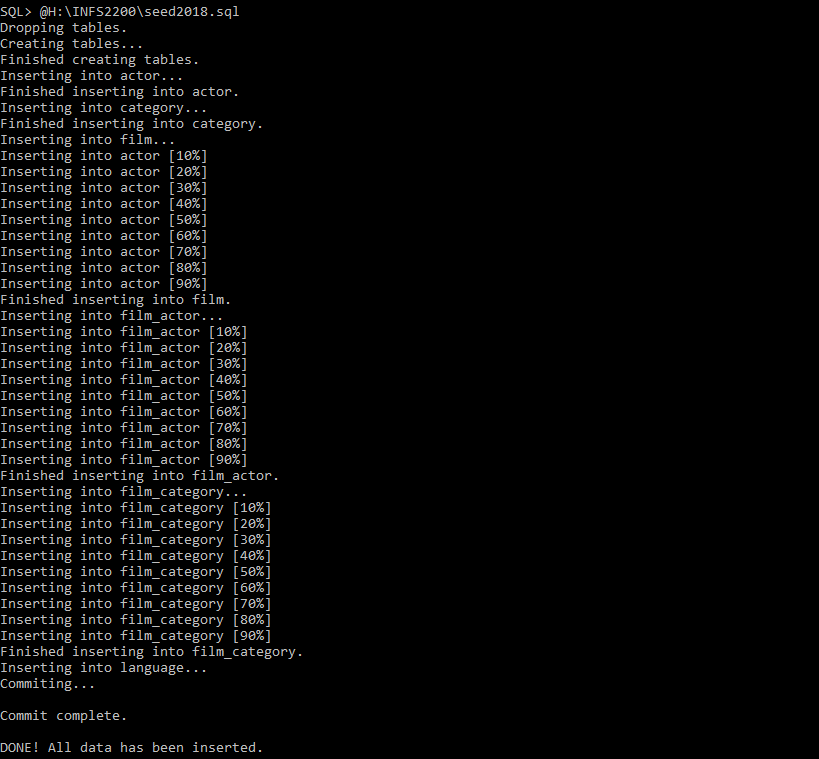 SQL> @H:\INFS2200\seed2018.sql
Dropping tables.
Creating tables...
Finished creating tables.
Inserting into actor...
Finished inserting into actor.
Inserting into category...
Finished inserting into category.
Inserting into film...
Inserting into actor [10%]
Inserting into actor [20%]
Inserting into actor [30%]
Inserting into actor [40%]
Inserting into actor [50%]
Inserting into actor [60%]
Inserting into actor [70%]
Inserting into actor [80%]
Inserting into actor [90%]
Finished inserting into film.
Inserting into film_actor...
Inserting into film_actor [10%]
Inserting into film_actor [20%]
Inserting into film_actor [30%]
Inserting into film_actor [40%]
Inserting into film_actor [50%]
Inserting into film_actor [60%]
Inserting into film_actor [70%]
Inserting into film_actor [80%]
Inserting into film_actor [90%]
Finished inserting into film_actor.
Inserting into film_category...
Inserting into film_category [10%]
Inserting into film_category [20%]
Inserting into film_category [30%]
Inserting into film_category [40%]
Inserting into film_category [50%]
Inserting into film_category [60%]
Inserting into film_category [70%]
Inserting into film_category [80%]
Inserting into film_category [90%]
Finished inserting into film_category.
Inserting into language...
Commiting...
Commit complete.
DONE! All data has been inserted.